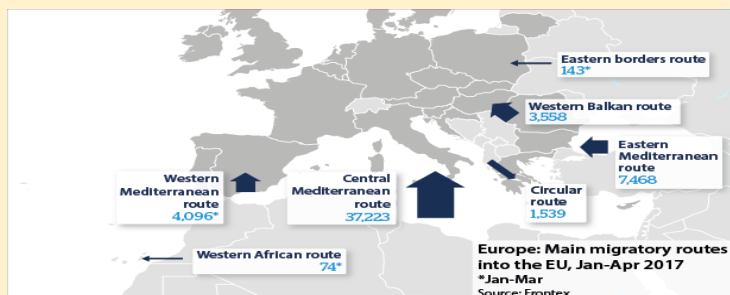 Eastern borders route
143*
Western Balkan route
3,558
Eastern
Mediterranean
route
7,468
Western
Mediterranean
route
4,096*
Central
Mediterranean
route
37,223
Circular
route
1,539
Western African route
74*
Europe: Main migratory routes
into the EU, Jan-Apr 2017
*Jan-Mar
Source: Frontex